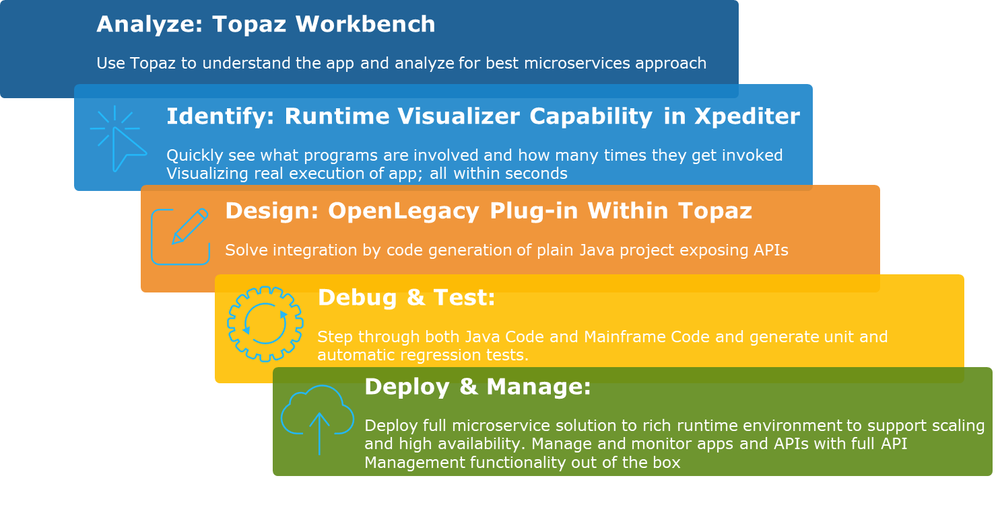 Analyze: Topaz Workbench
Use Topaz to understand the app and analyze for best microservices approach
Identify: Runtime Visualizer Capability in Xpediter
Quickly see what programs are involved and how many times they get invoked
Visualizing real execution of app; all within seconds
Design: OpenLegacy Plug-in Within Topaz
Solve integration by code generation of plain Java project exposing APIs
Debug & Test:
Step through both Java Code and Mainframe Code and generate unit and
automatic regression tests.
Deploy & Manage:
Deploy full microservice solution to rich runtime environment to support scaling
and high availability. Manage and monitor apps and APIs with full API
Management functionality out of the box